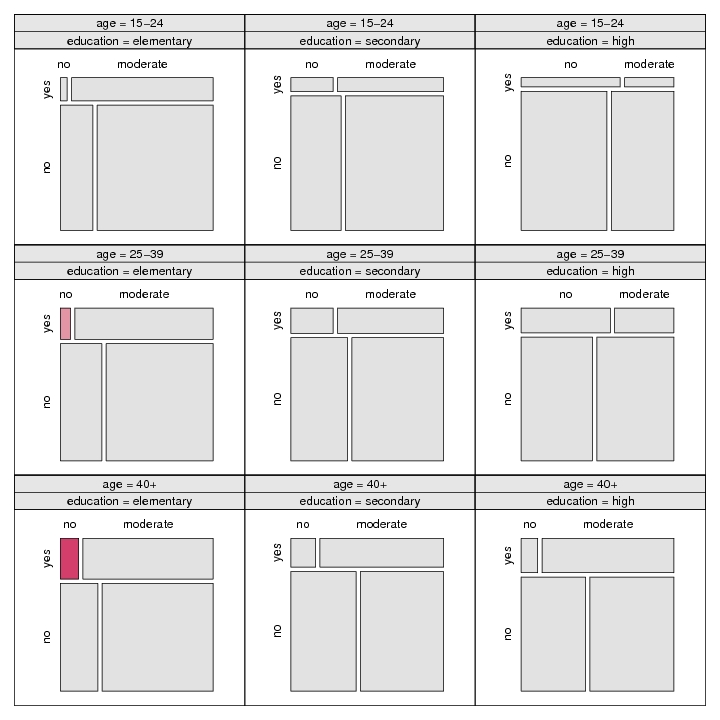 age = 15–24
education = elementary
no moderate
yes
no
age = 15–24
education = secondary
no moderate
yes
no
age = 15–24
education = high
no moderate
yes
no
age = 25–39
education = elementary
no moderate
yes
no
age = 25–39
education = secondary
no moderate
yes
no
age = 25–39
education = high
no moderate
yes
no
age = 40+
education = elementary
no moderate
yes
no
age = 40+
education = secondary
no moderate
yes
no
age = 40+
education = high
no moderate
yes
no